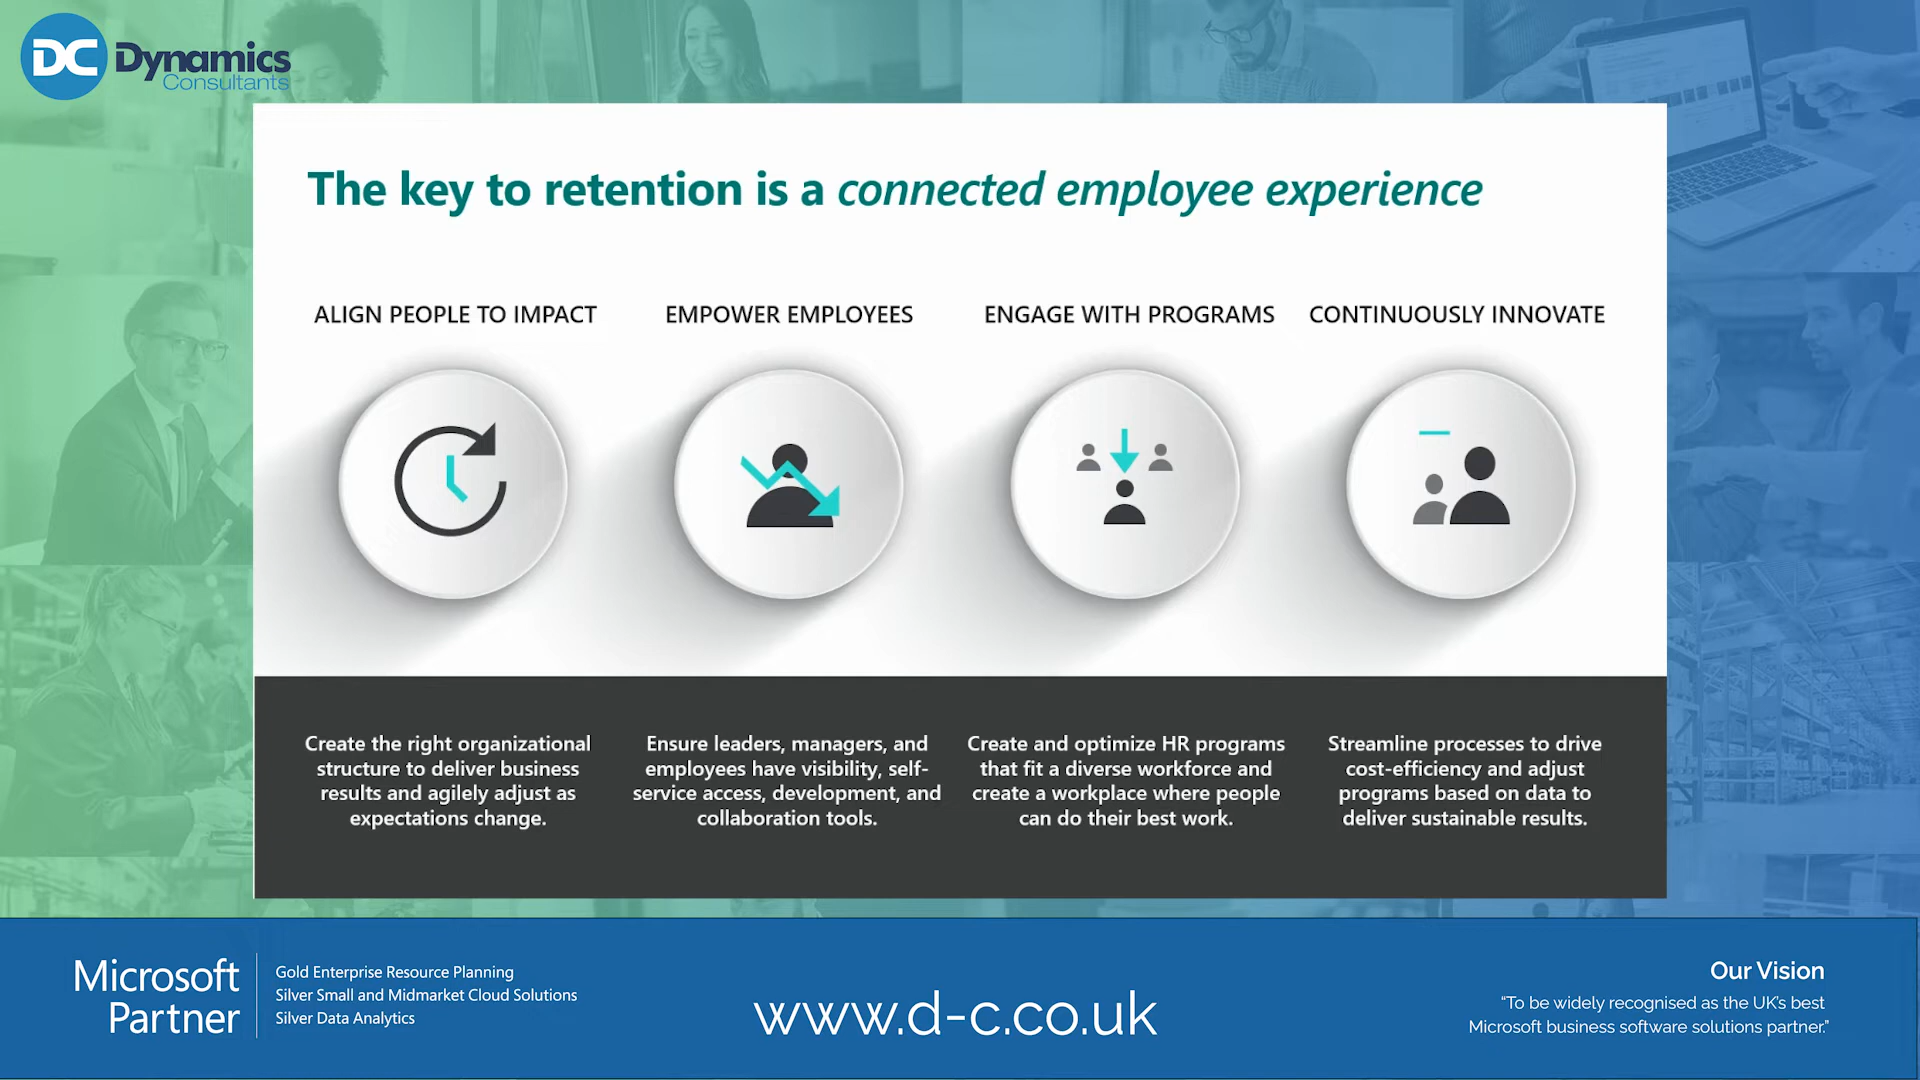 DC Dynamics
Consultants
The key to retention is a connected employee experience
ALIGN PEOPLE TO IMPACT
Create the right organizational
structure to deliver business
results and agilely adjust as
expectations change.
EMPOWER EMPLOYEES
Ensure leaders, managers, and
employees have visibility, self-
service access, development, and
collaboration tools.
ENGAGE WITH PROGRAMS
Create and optimize HR programs
that fit a diverse workforce and
create a workplace where people
can do their best work.
CONTINUOUSLY INNOVATE
Streamline processes to drive
cost-efficiency and adjust
programs based on data to
deliver sustainable results.
Microsoft
Partner
Gold Enterprise Resource Planning
Silver Small and Midmarket Cloud Solutions
Silver Data Analytics
www.d-c.co.uk
Our Vision
“To be widely recognised as the UK's best
Microsoft business software solutions partner.”